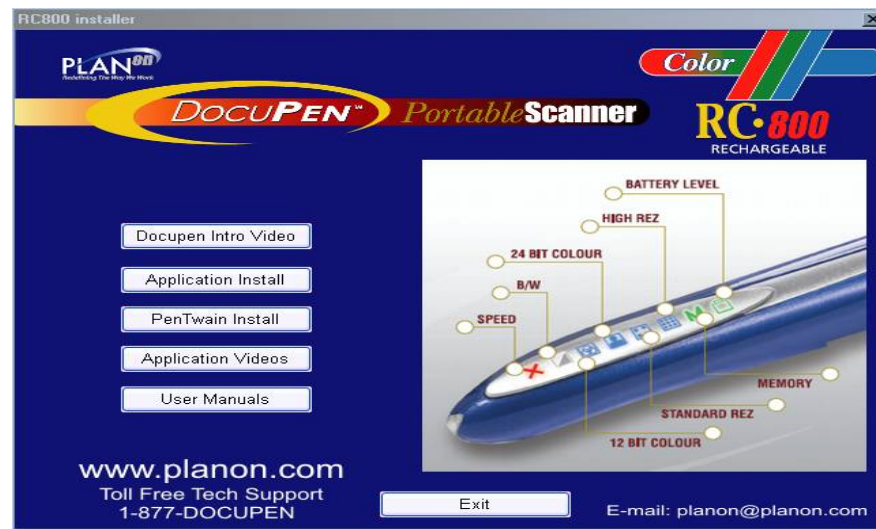 RC800 installer
PLANon
Redefining The Way We Work
DOCUPEN™ PortableScanner
Color
RC·800
RECHARGEABLE
Docupen Intro Video
Application Install
PenTwain Install
Application Videos
User Manuals
BATTERY LEVEL
HIGH REZ
24 BIT COLOUR
B/W
SPEED
M
MEMORY
STANDARD REZ
12 BIT COLOUR
www.planon.com
Toll Free Tech Support
1-877-DOCUPEN
Exit
E-mail: planon@planon.com